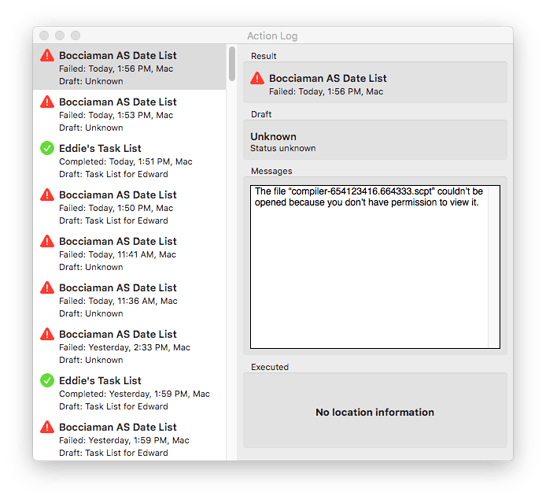 Action Log
Bocciaman AS Date List
Failed: Today, 1:56 PM, Mac
Draft: Unknown
Bocciaman AS Date List
Failed: Today, 1:53 PM, Mac
Draft: Unknown
Eddie's Task List
Completed: Today, 1:51 PM, Mac
Draft: Task List for Edward
Bocciaman AS Date List
Failed: Today, 1:50 PM, Mac
Draft: Task List for Edward
Bocciaman AS Date List
Failed: Today, 11:41 AM, Mac
Draft: Unknown
Bocciaman AS Date List
Failed: Today, 11:36 AM, Mac
Draft: Unknown
Bocciaman AS Date List
Failed: Yesterday, 2:33 PM, Mac
Draft: Unknown
Eddie's Task List
Completed: Yesterday, 1:59 PM, Mac
Draft: Task List for Edward
Bocciaman AS Date List
Failed: Yesterday, 1:59 PM, Mac
Draft: Task List for Edward
Result
Bocciaman AS Date List
Failed: Today, 1:56 PM, Mac
Draft
Unknown
Status unknown
Messages
The file “compiler-654123416.664333.scpt” couldn’t be
opened because you don’t have permission to view it.
Executed
No location information